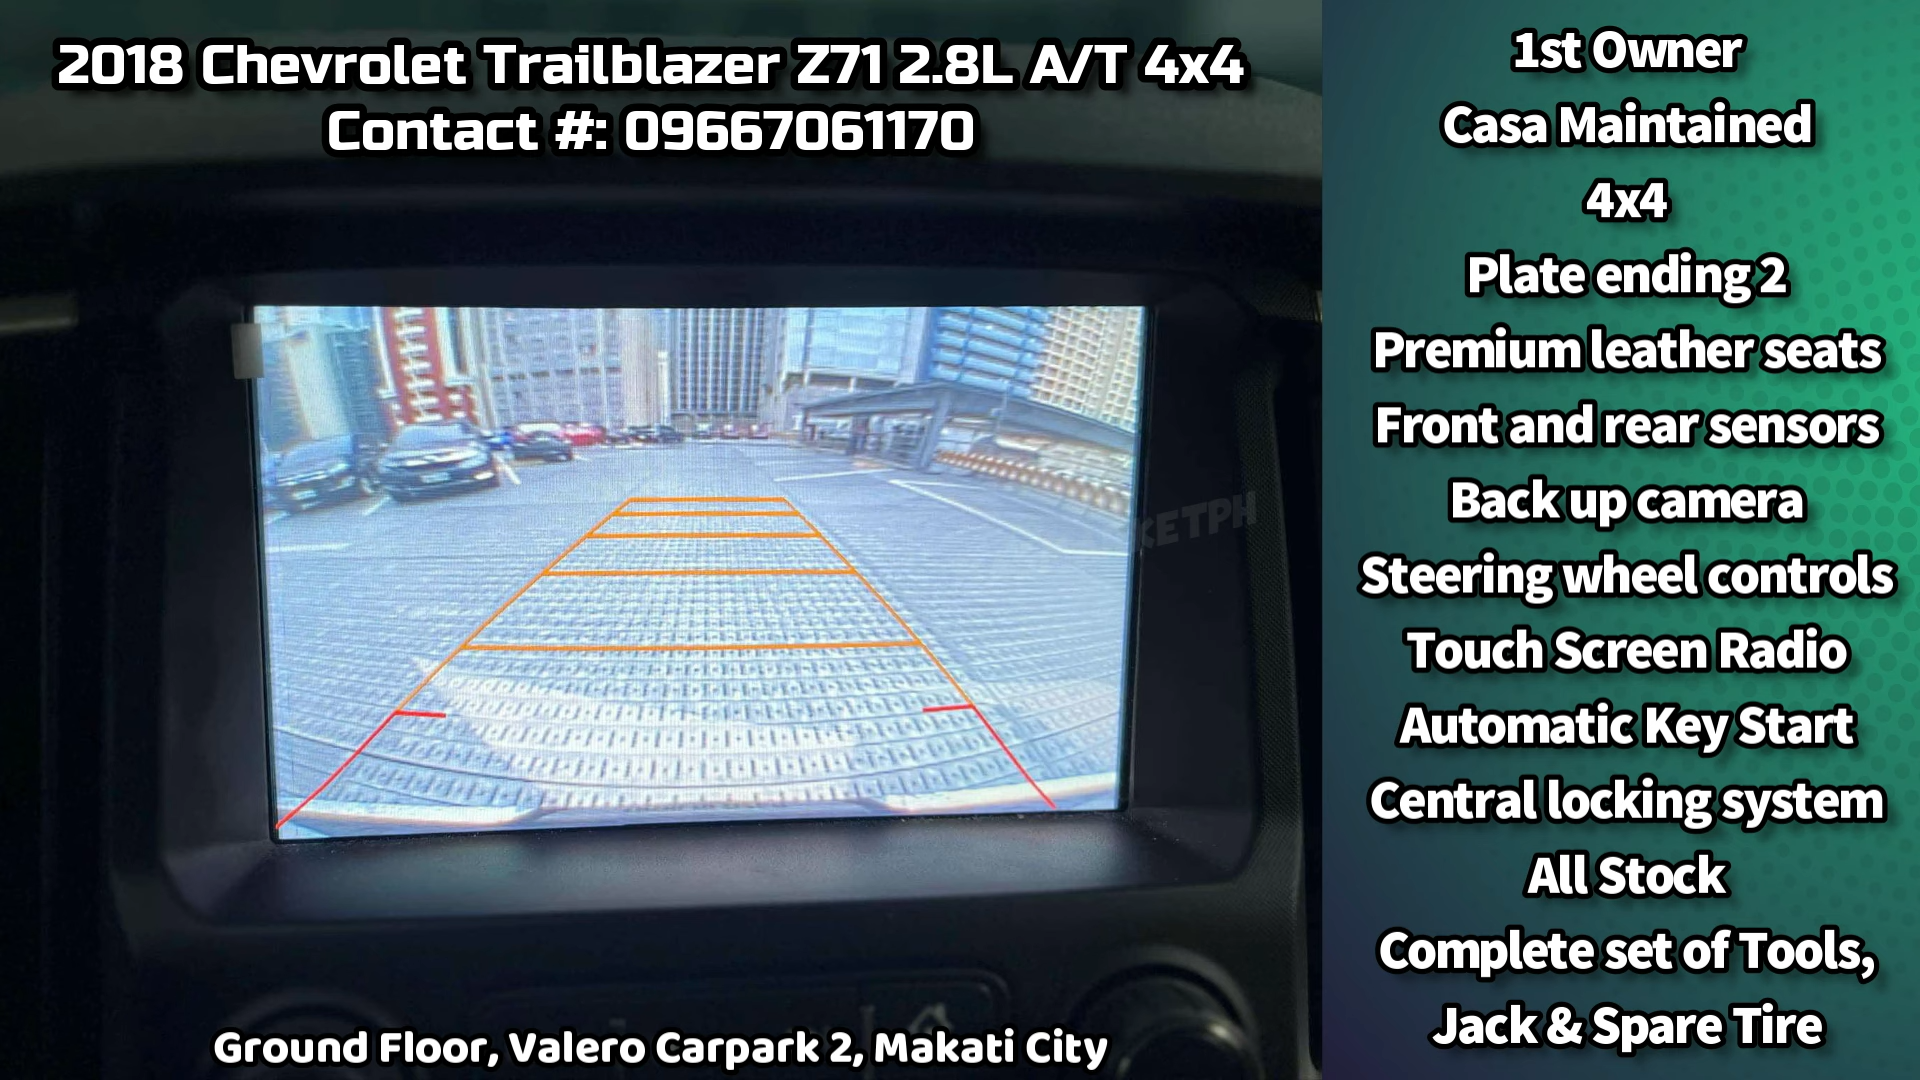 2018 Chevrolet Trailblazer Z71 2.8L A/T 4x4
Contact #: 09667061170
KETPH
Ground Floor, Valero Carpark 2, Makati City
1st Owner
Casa Maintained
4x4
Plate ending 2
Premium leather seats
Front and rear sensors
Back up camera
Steering wheel controls
Touch Screen Radio
Automatic Key Start
Central locking system
All Stock
Complete set of Tools,
Jack & Spare Tire